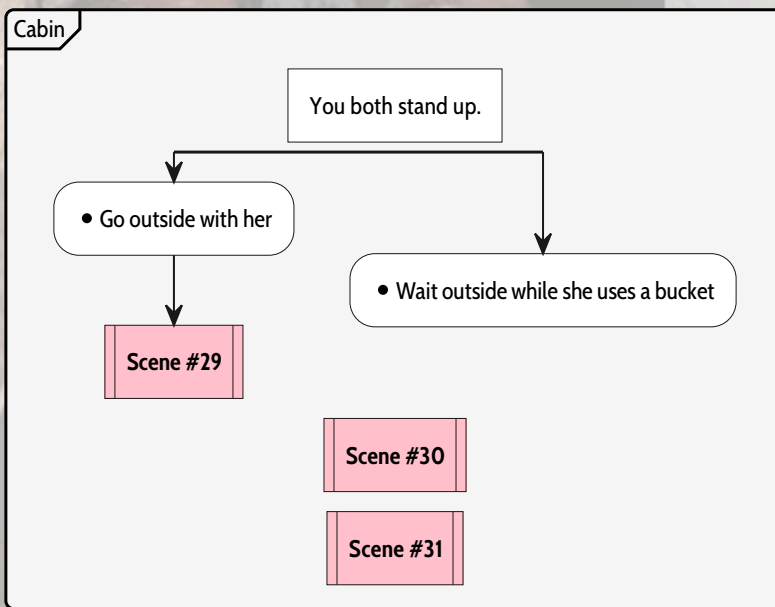 Cabin
You both stand up.
• Go outside with her
• Wait outside while she uses a bucket
Scene #29
Scene #30
Scene #31